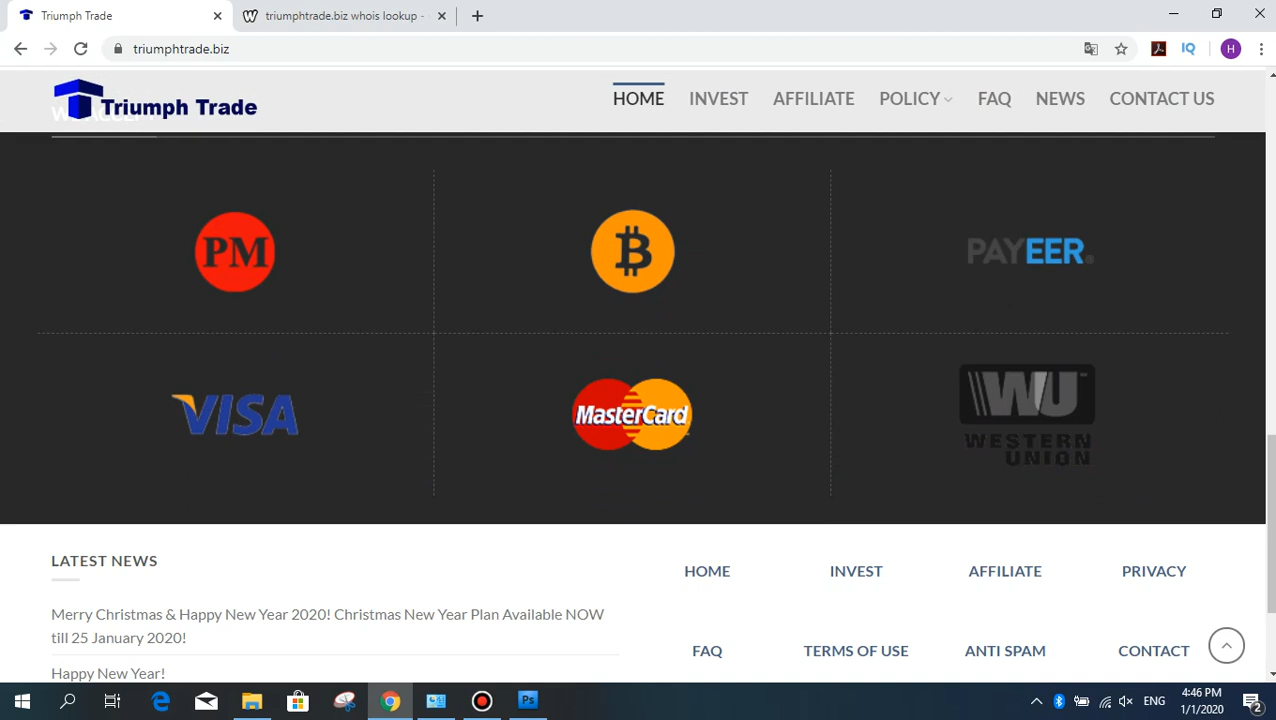 Triumph Trade
triumphtrade.biz whois lookup -
triumphtrade.biz
IQ
H
Triumph Trade
HOME
INVEST
AFFILIATE
POLICY
FAQ
NEWS
CONTACT US
PM
B
PAYEER
VISA
MasterCard
WU
WESTERN
UNION
LATEST NEWS
Merry Christmas & Happy New Year 2020! Christmas New Year Plan Available NOW
till 25 January 2020!
Happy New Year!
HOME
INVEST
AFFILIATE
PRIVACY
FAQ
TERMS OF USE
ANTI SPAM
CONTACT
Ps
ENG
4:46 PM
1/1/2020
2